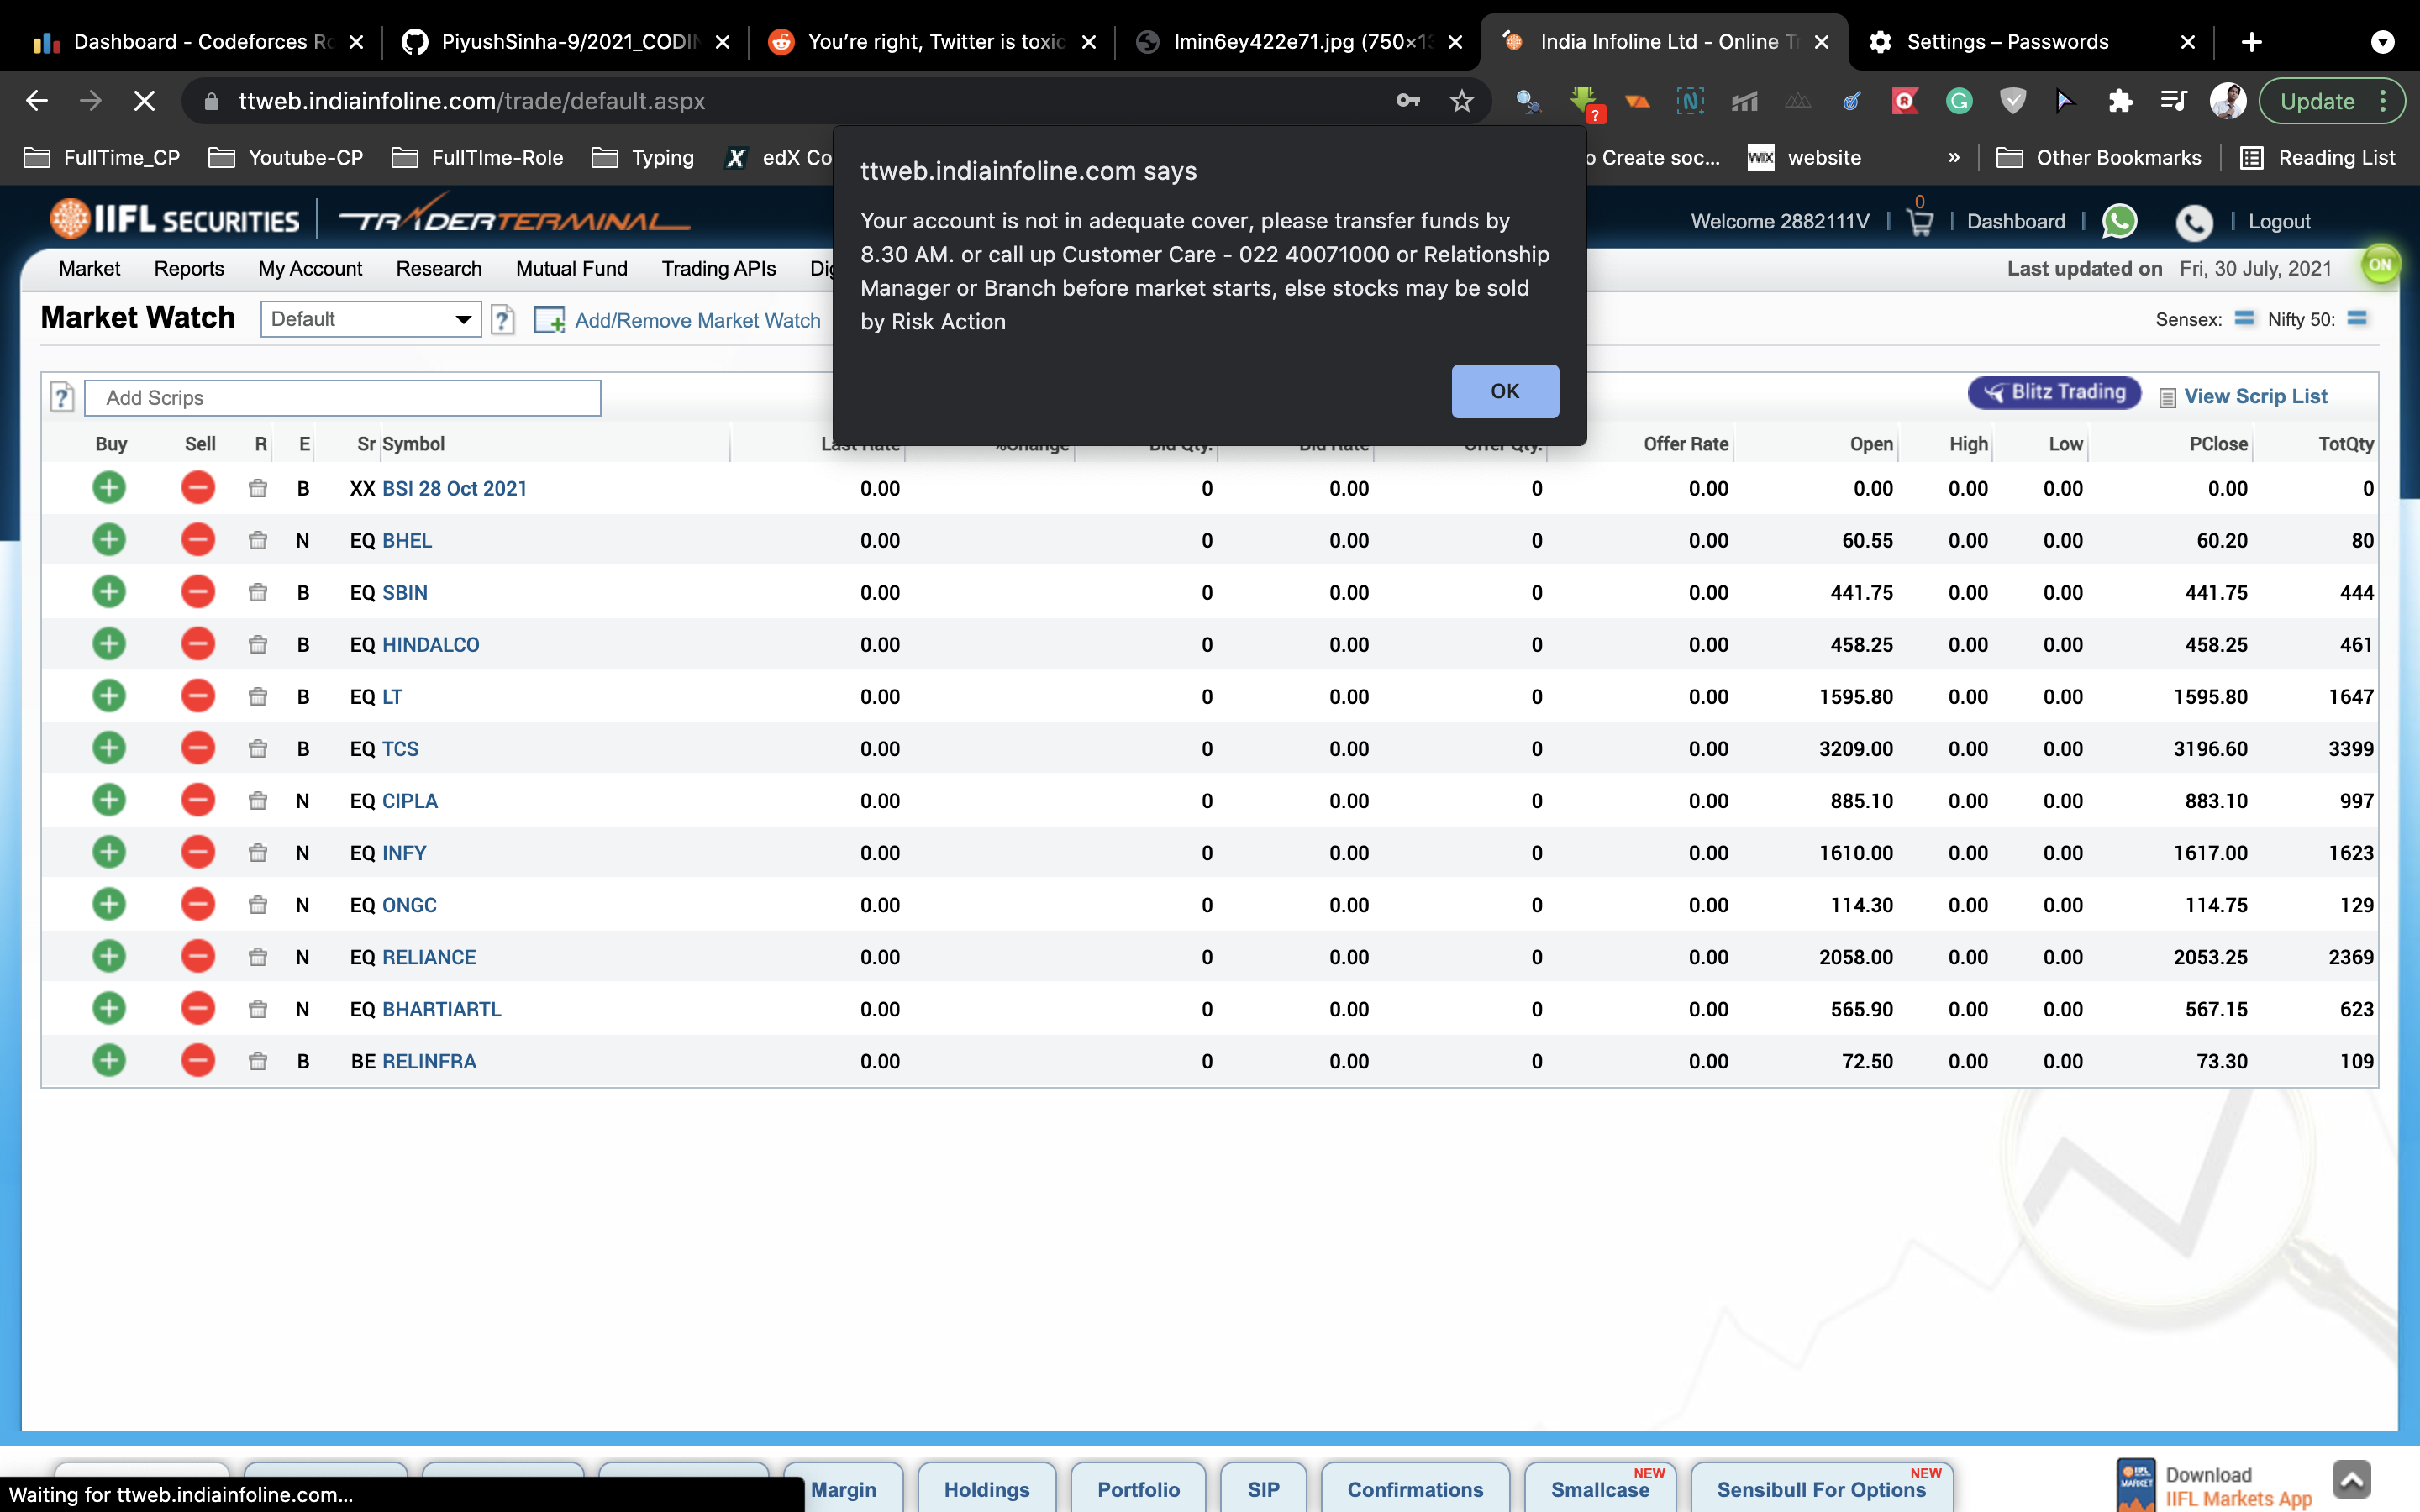 Dashboard - Codeforces Ro
PiyushSinha-9/2021_CODIN
You're right, Twitter is toxic
lmin6ey422e71.jpg (750×13
India Infoline Ltd - Online Tr
Settings – Passwords
ttweb.indiainfoline.com/trade/default.aspx
Update
FullTime_CP
Youtube-CP
FullTIme-Role
Typing
edX Co
o Create soc...
WIX website
»
Other Bookmarks
Reading List
ttweb.indiainfoline.com says
Your account is not in adequate cover, please transfer funds by
8.30 AM. or call up Customer Care - 022 40071000 or Relationship
Manager or Branch before market starts, else stocks may be sold
by Risk Action
OK
IIFL SECURITIES
TRADER TERMINAL
Welcome 2882111V | 0 | Dashboard | | Logout
Market Reports My Account Research Mutual Fund Trading APIs Dig
Last updated on Fri, 30 July, 2021 ON
Market Watch Default ? Add/Remove Market Watch
Sensex: Nifty 50:
? Add Scrips
Blitz Trading View Scrip List
Buy Sell R E Sr Symbol Last Rate %Change Bid Qty. Bid Rate Offer Qty. Offer Rate Open High Low PClose TotQty
B XX BSI 28 Oct 2021 0.00 0 0.00 0 0.00 0.00 0.00 0.00 0.00 0
N EQ BHEL 0.00 0 0.00 0 0.00 60.55 0.00 0.00 60.20 80
B EQ SBIN 0.00 0 0.00 0 0.00 441.75 0.00 0.00 441.75 444
B EQ HINDALCO 0.00 0 0.00 0 0.00 458.25 0.00 0.00 458.25 461
B EQ LT 0.00 0 0.00 0 0.00 1595.80 0.00 0.00 1595.80 1647
B EQ TCS 0.00 0 0.00 0 0.00 3209.00 0.00 0.00 3196.60 3399
N EQ CIPLA 0.00 0 0.00 0 0.00 885.10 0.00 0.00 883.10 997
N EQ INFY 0.00 0 0.00 0 0.00 1610.00 0.00 0.00 1617.00 1623
N EQ ONGC 0.00 0 0.00 0 0.00 114.30 0.00 0.00 114.75 129
N EQ RELIANCE 0.00 0 0.00 0 0.00 2058.00 0.00 0.00 2053.25 2369
N EQ BHARTIARTL 0.00 0 0.00 0 0.00 565.90 0.00 0.00 567.15 623
B BE RELINFRA 0.00 0 0.00 0 0.00 72.50 0.00 0.00 73.30 109
Waiting for ttweb.indiainfoline.com...
Margin Holdings Portfolio SIP Confirmations Smallcase NEW Sensibull For Options NEW
Download
IIFL Markets App